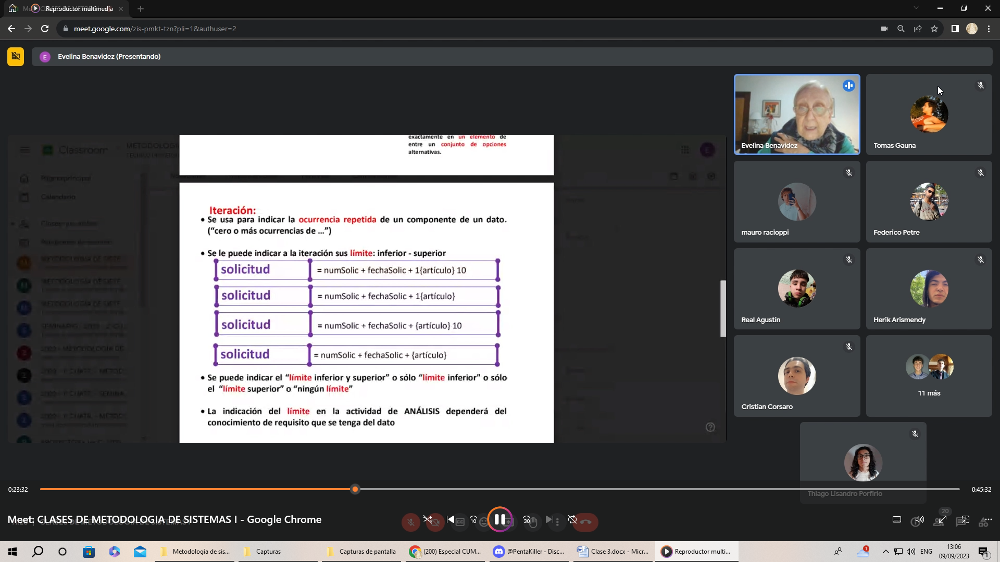 Reproductor multimedia
meet.google.com/zis-pmkt-tzn?pli=1&authuser=2
E
Evelina Benavidez (Presentando)
Classroom
Calendario
exactamente en un elemento de
entre un conjunto de opciones
alternativas.
Iteración:
• Se usa para indicar la ocurrencia repetida de un componente de un dato.
(“cero o más ocurrencias de ...”)
• Se le puede indicar a la iteración sus límite: inferior - superior
solicitud = numSolic + fechaSolic + 1{artículo} 10
solicitud = numSolic + fechaSolic + 1{artículo}
solicitud = numSolic + fechaSolic + {artículo} 10
solicitud = numSolic + fechaSolic + {artículo}
• Se puede indicar el “límite inferior y superior” o sólo “límite inferior” o sólo
el “límite superior” o “ningún límite”
• La indicación del límite en la actividad de ANÁLISIS dependerá del
conocimiento de requisito que se tenga del dato
Evelina Benavidez
Tomas Gauna
mauro racioppi
Federico Petre
Real Agustín
Herik Arismendy
Cristian Corsaro
11 más
Thiago Lisandro Porfirio
0:23:32
0:45:32
Meet: CLASES DE METODOLOGIA DE SISTEMAS I - Google Chrome
10
30
20
Metodologia de sis...
Capturas
Capturas de pantalla
(200) Especial CUM...
@PentaKiller - Disc...
Clase 3.docx - Micr...
Reproductor multi...
1
ENG
13:06
09/09/2023
1